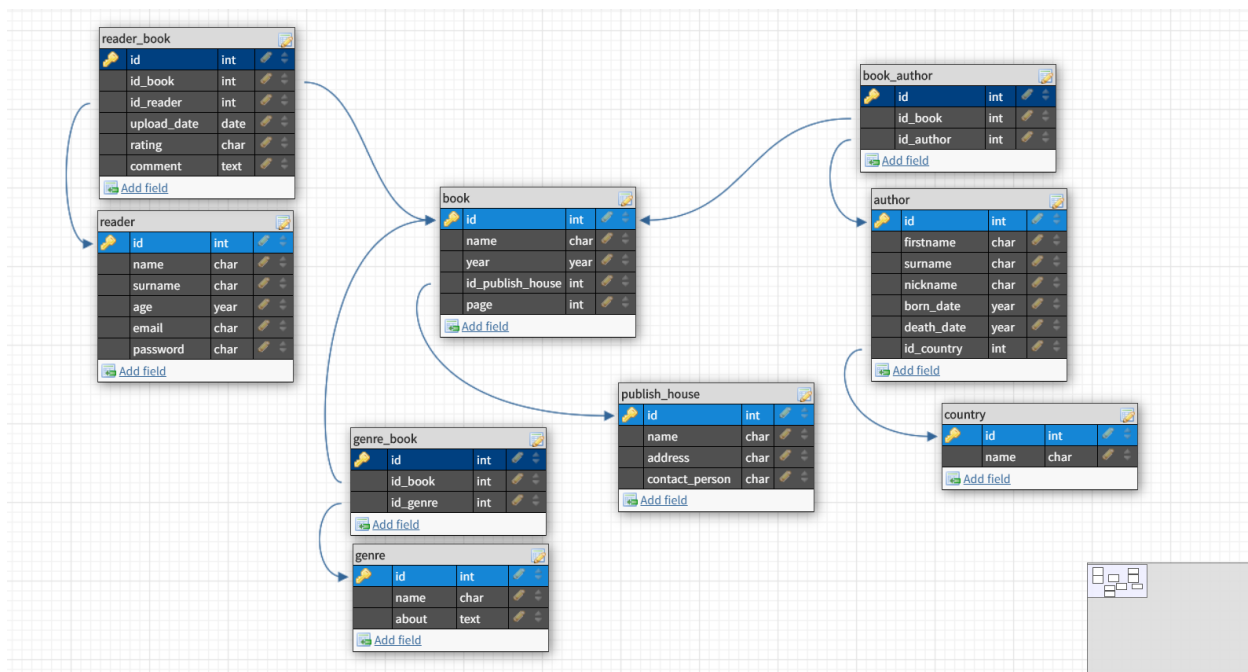 reader_book
id int
id_book int
id_reader int
upload_date date
rating char
comment text
Add field
reader
id int
name char
surname char
age year
email char
password char
Add field
book
id int
name char
year year
id_publish_house int
page int
Add field
genre_book
id int
id_book int
id_genre int
Add field
genre
id int
name char
about text
Add field
publish_house
id int
name char
address char
contact_person char
Add field
book_author
id int
id_book int
id_author int
Add field
author
id int
firstname char
surname char
nickname char
born_date year
death_date year
id_country int
Add field
country
id int
name char
Add field